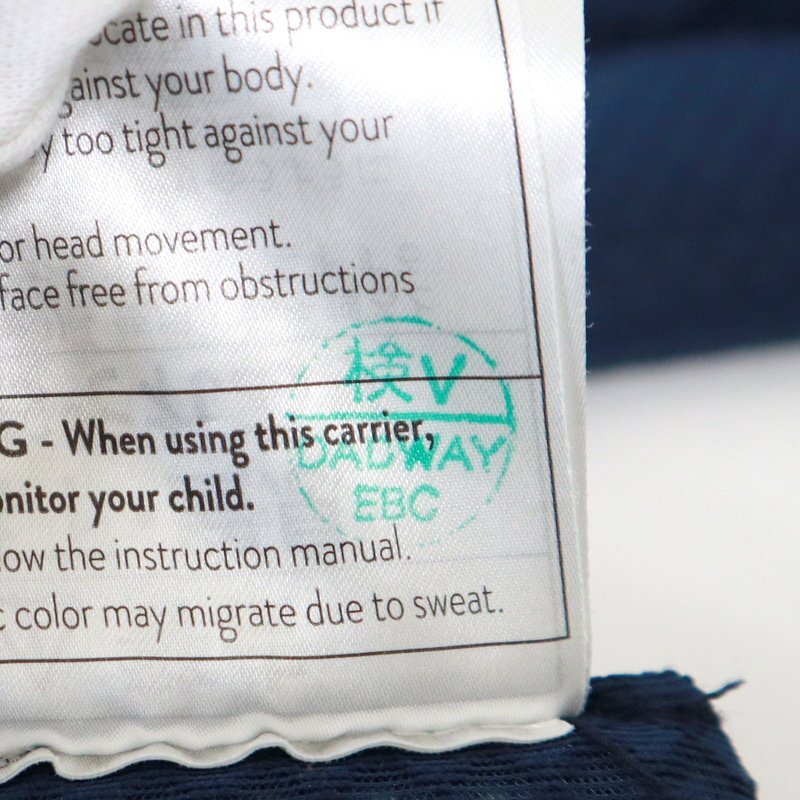 ocate in this product if
gainst your body.
y too tight against your
or head movement.
face free from obstructions
検V
G - When using this carrier,
DADWAY
onitor your child.
EBC
low the instruction manual.
c color may migrate due to sweat.